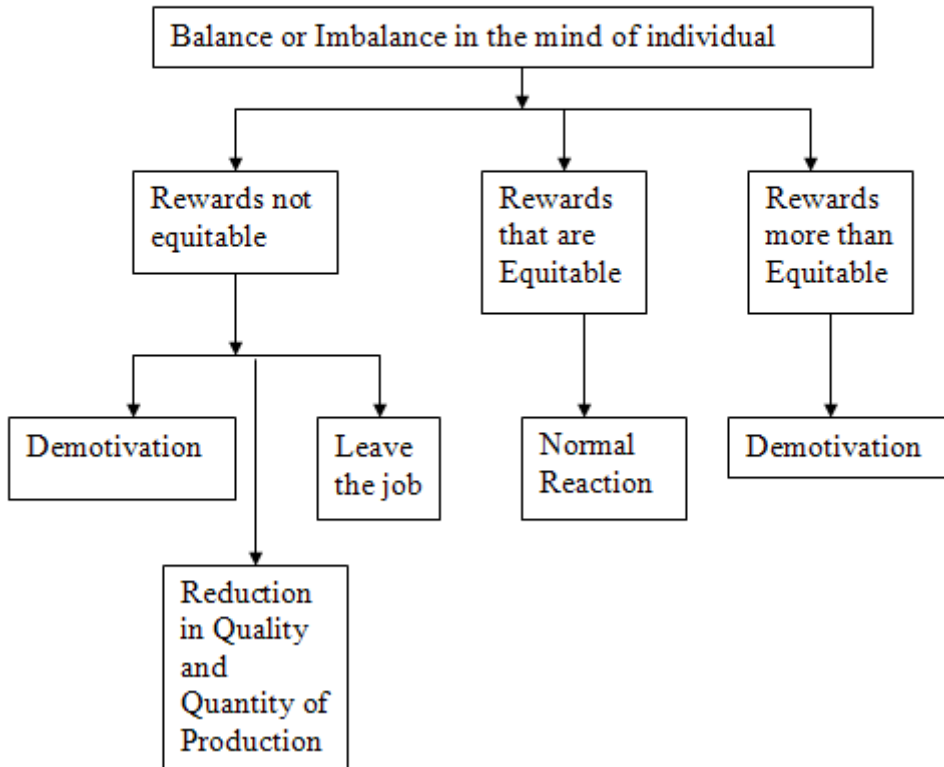 Balance or Imbalance in the mind of individual
Rewards not
equitable
Rewards
that are
Equitable
Rewards
more than
Equitable
Demotivation
Leave
the job
Normal
Reaction
Demotivation
Reduction
in Quality
and
Quantity of
Production